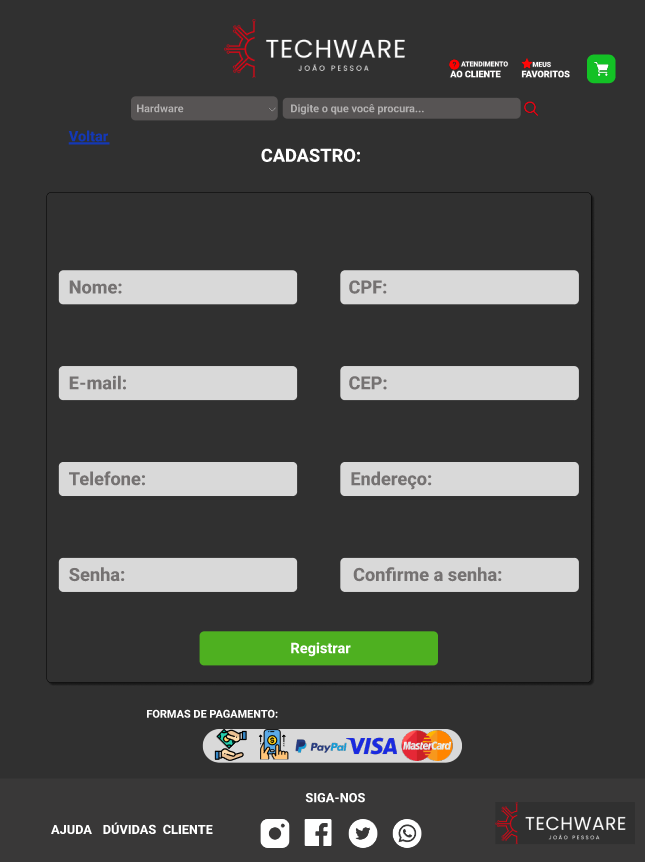 TECHWARE
JOÃO PESSOA
ATENDIMENTO
AO CLIENTE
MEUS
FAVORITOS
Hardware
Digite o que você procura...
Voltar
CADASTRO:
Nome:
CPF:
E-mail:
CEP:
Telefone:
Endereço:
Senha:
Confirme a senha:
Registrar
FORMAS DE PAGAMENTO:
PayPal
VISA
MasterCard
SIGA-NOS
AJUDA DÚVIDAS CLIENTE
TECHWARE
JOÃO PESSOA